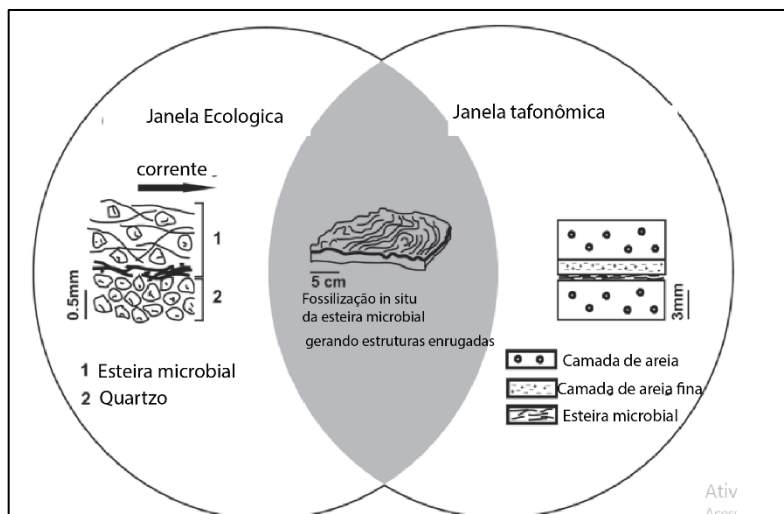 Janela Ecologica
Janela tafonômica
corrente
1
2
0.5mm
1 Esteira microbial
2 Quartzo
5 cm
Fossilização in situ
da esteira microbial
gerando estruturas enrugadas
3mm
Camada de areia
Camada de areia fina
Esteira microbial
Ativ